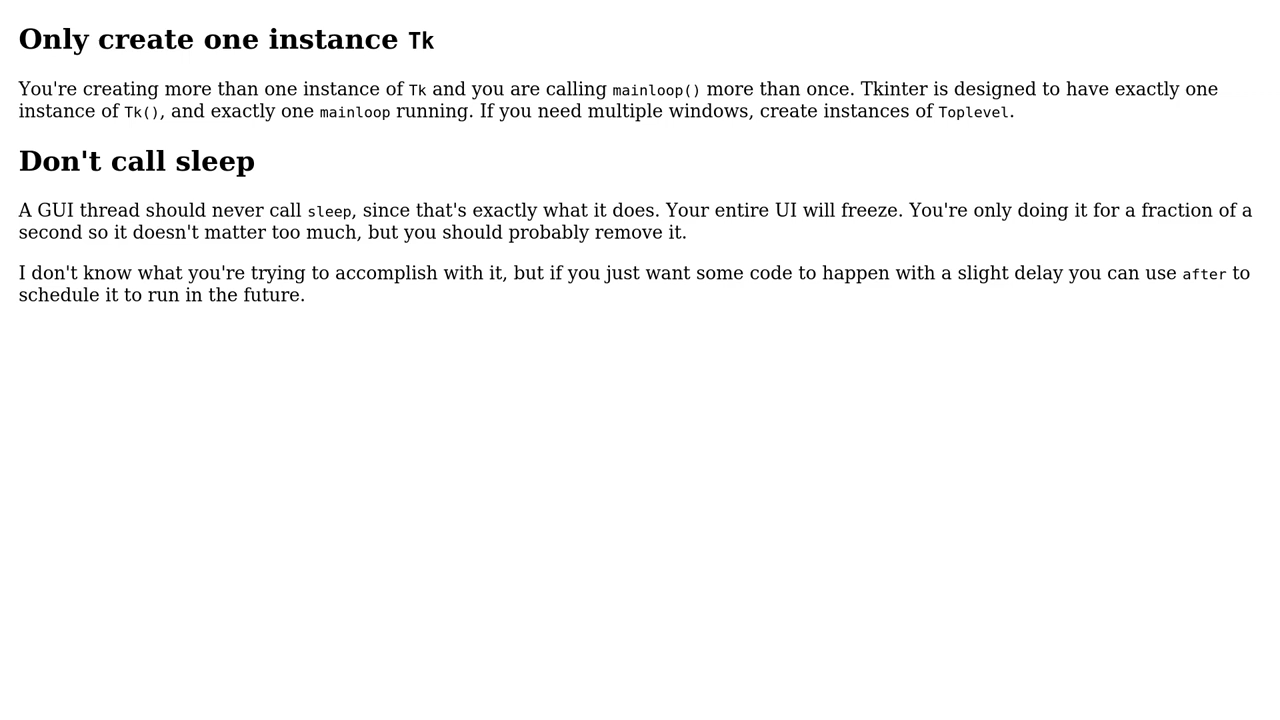 Only create one instance Tk
You're creating more than one instance of Tk and you are calling mainloop() more than once. Tkinter is designed to have exactly one
instance of Tk(), and exactly one mainloop running. If you need multiple windows, create instances of Toplevel.
Don't call sleep
A GUI thread should never call sleep, since that's exactly what it does. Your entire UI will freeze. You're only doing it for a fraction of a
second so it doesn't matter too much, but you should probably remove it.
I don't know what you're trying to accomplish with it, but if you just want some code to happen with a slight delay you can use after to
schedule it to run in the future.